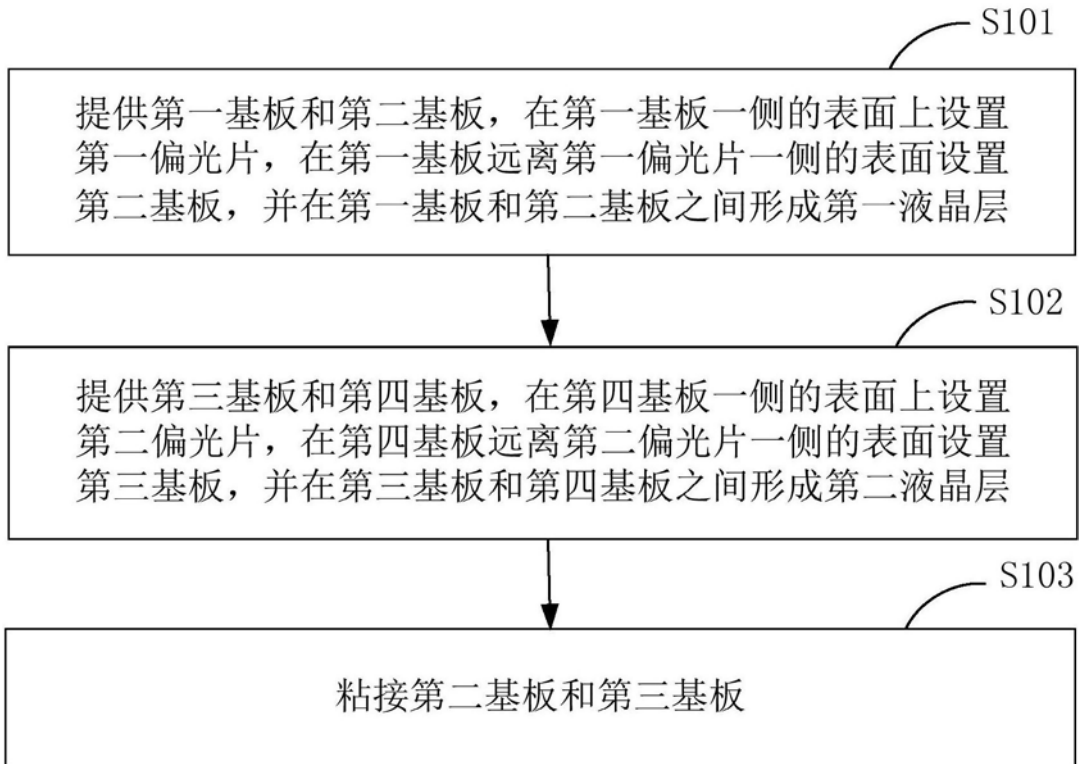 S101
提供第一基板和第二基板，在第一基板一侧的表面上设置
第一偏光片，在第一基板远离第一偏光片一侧的表面设置
第二基板，并在第一基板和第二基板之间形成第一液晶层
S102
提供第三基板和第四基板，在第四基板一侧的表面上设置
第二偏光片，在第四基板远离第二偏光片一侧的表面设置
第三基板，并在第三基板和第四基板之间形成第二液晶层
S103
粘接第二基板和第三基板